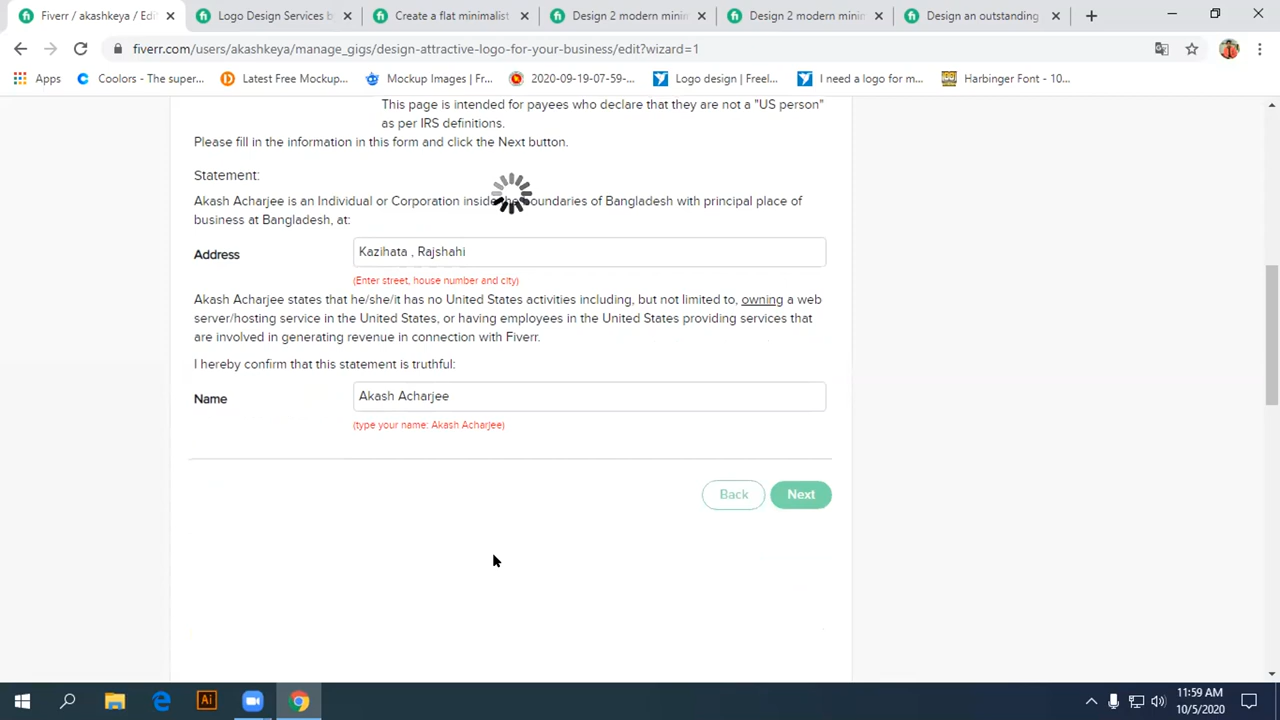 Fiverr / akashkeya / Edi
Logo Design Services b
Create a flat minimalist
Design 2 modern minim
Design 2 modern minim
Design an outstanding
fiverr.com/users/akashkeya/manage_gigs/design-attractive-logo-for-your-business/edit?wizard=1
Apps
Coolors - The super...
Latest Free Mockup...
Mockup Images | Fr...
2020-09-19-07-59-...
Logo design | Freel...
I need a logo for m...
Harbinger Font - 10...
This page is intended for payees who declare that they are not a "US person"
as per IRS definitions.
Please fill in the information in this form and click the Next button.
Statement:
Akash Acharjee is an Individual or Corporation inside the boundaries of Bangladesh with principal place of
business at Bangladesh, at:
Address
Kazihata , Rajshahi
(Enter street, house number and city)
Akash Acharjee states that he/she/it has no United States activities including, but not limited to, owning a web
server/hosting service in the United States, or having employees in the United States providing services that
are involved in generating revenue in connection with Fiverr.
I hereby confirm that this statement is truthful:
Name
Akash Acharjee
(type your name: Akash Acharjee)
Back
Next
Ai
11:59 AM
10/5/2020